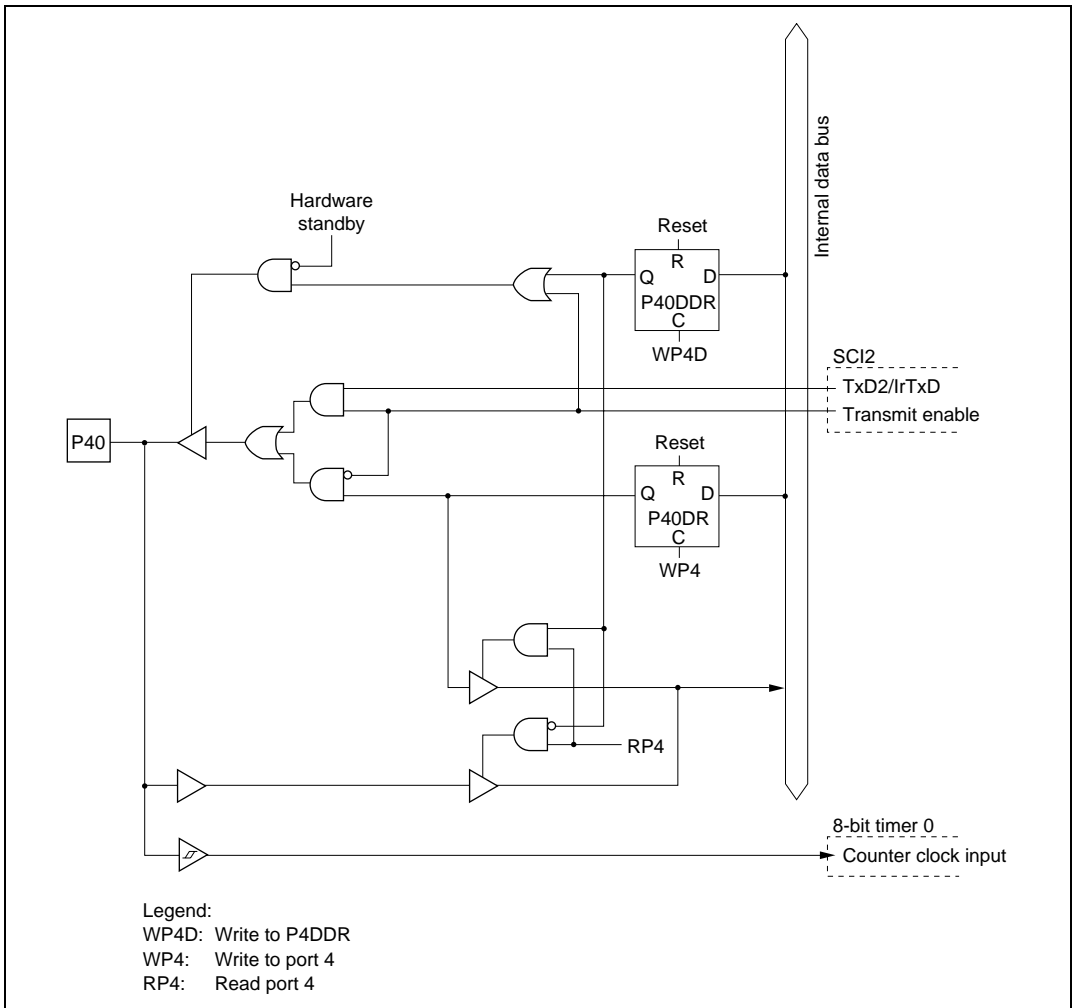 Internal data bus
Hardware
standby
Reset
R
Q D
P40DDR
C
WP4D
SCI2
TxD2/IrTxD
Transmit enable
P40
Reset
R
Q D
P40DR
C
WP4
RP4
8-bit timer 0
Counter clock input
Legend:
WP4D: Write to P4DDR
WP4: Write to port 4
RP4: Read port 4